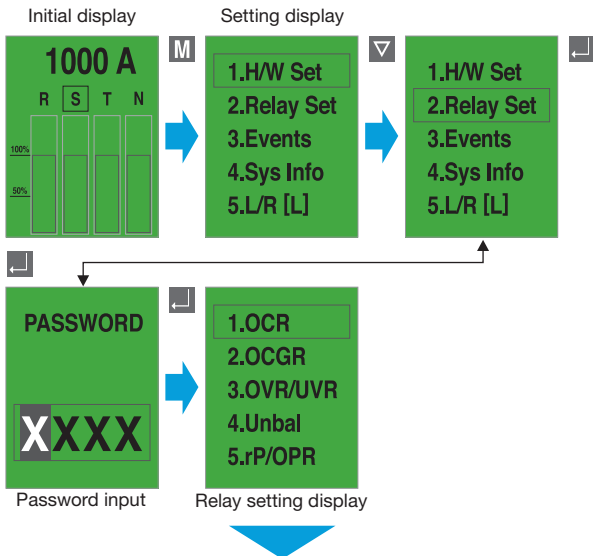 Initial display
Setting display
1000 A
M
R S T N
100%
50%
1.H/W Set
2.Relay Set
3.Events
4.Sys Info
5.L/R [L]
1.H/W Set
2.Relay Set
3.Events
4.Sys Info
5.L/R [L]
PASSWORD
XXXX
1.OCR
2.OCGR
3.OVR/UVR
4.Unbal
5.rP/OPR
Password input
Relay setting display